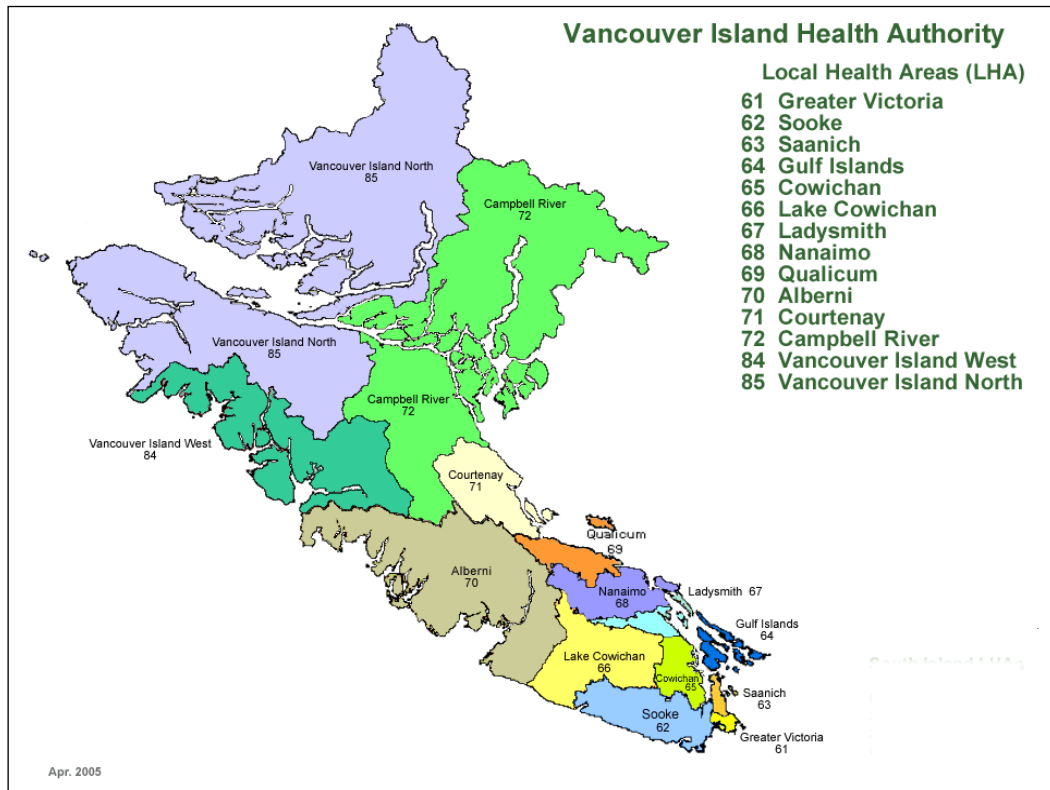 Vancouver Island Health Authority
Local Health Areas (LHA)
61 Greater Victoria
62 Sooke
63 Saanich
64 Gulf Islands
65 Cowichan
66 Lake Cowichan
67 Ladysmith
68 Nanaimo
69 Qualicum
70 Alberni
71 Courtenay
72 Campbell River
84 Vancouver Island West
85 Vancouver Island North
Vancouver Island North
85
Campbell River
72
Vancouver Island North
85
Campbell River
72
Vancouver Island West
84
Courtenay
71
Qualicum
69
Alberni
70
Nanaimo
68
Ladysmith 67
Gulf Islands
64
Lake Cowichan
66
Cowichan
65
Saanich
63
Sooke
62
Greater Victoria
61
Apr. 2005